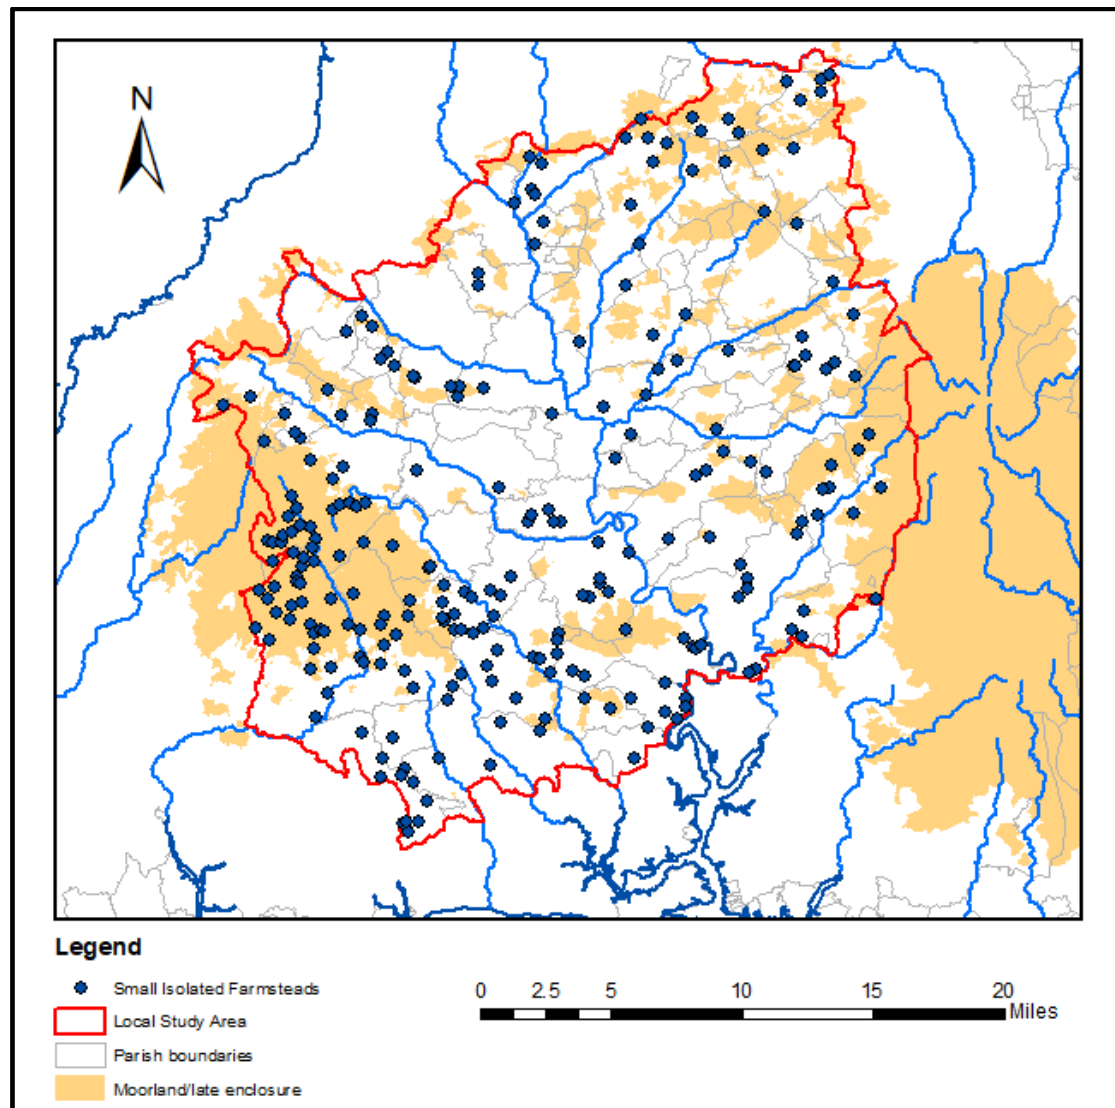 N
Legend
Small Isolated Farmsteads
Local Study Area
Parish boundaries
Moorland/late enclosure
0 2.5 5 10 15 20
Miles